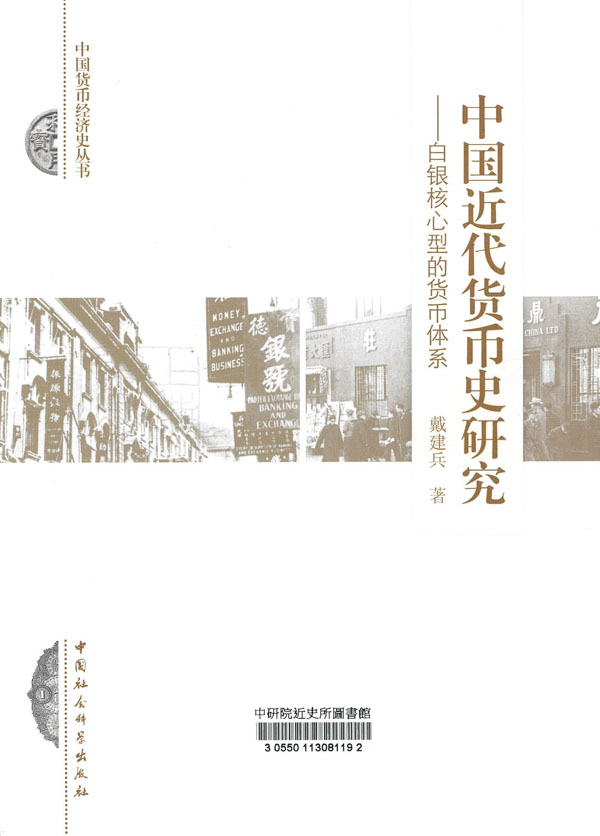 中国货币经济史丛书
中国近代货币史研究
——白银核心型的货币体系
戴建兵 著
MONEY
EXCHANGE
AND
BANKING
BUSINESS
銀號
BANKING
AND
EXCHANGE
鼎
CHINA LTD
中国社会科学出版社
中研院近史所圖書館
3 0550 11308119 2